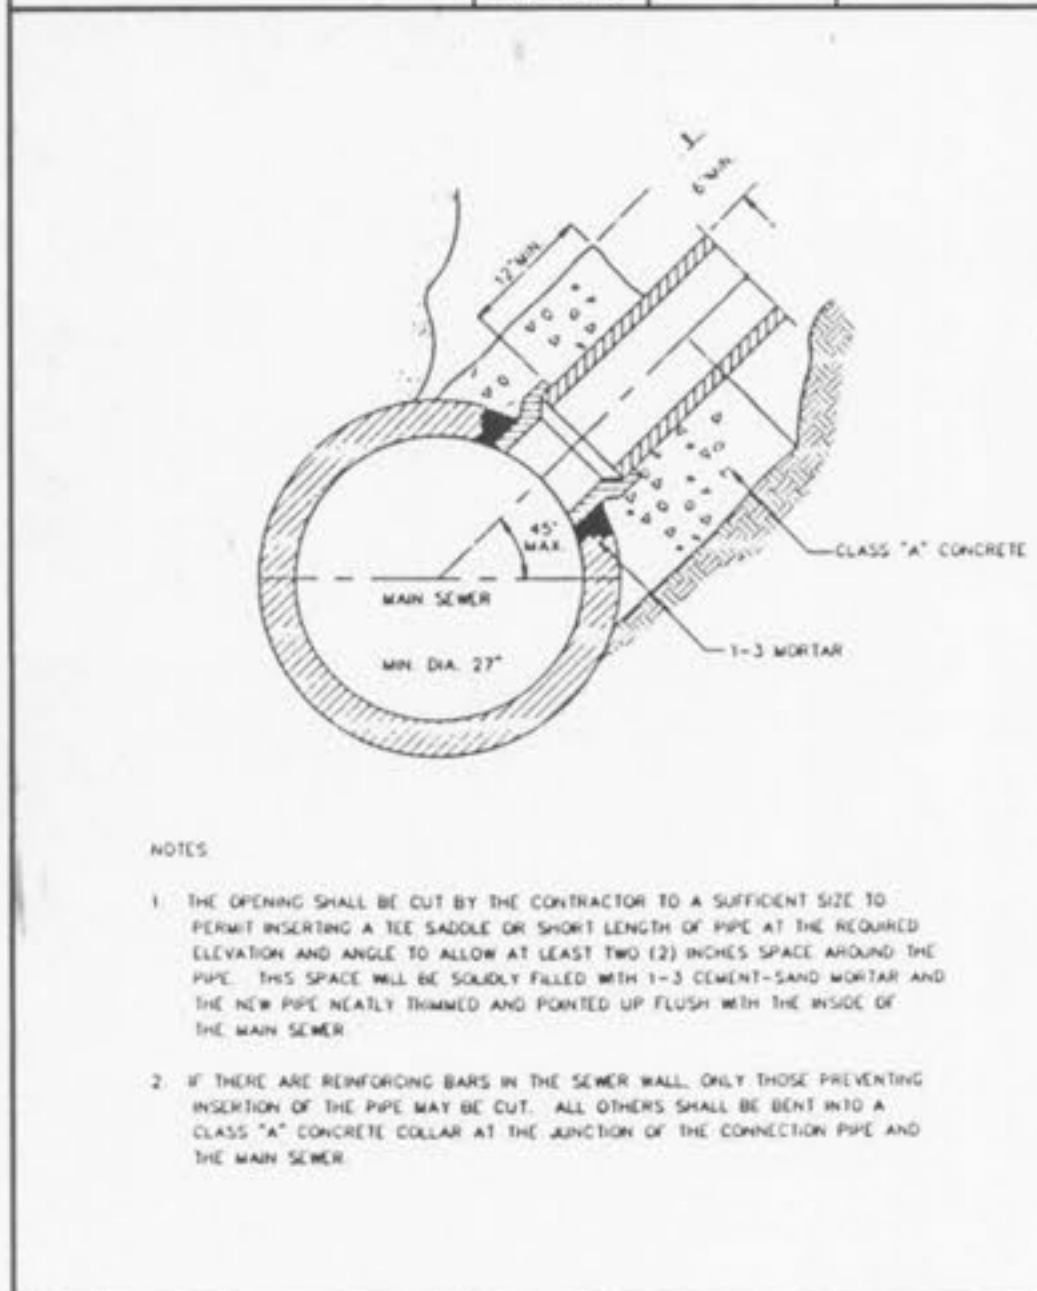 6"MIN.
12"MIN.
45°
MAX.
CLASS "A" CONCRETE
MAIN SEWER
1-3 MORTAR
MIN. DIA. 27"
NOTES
1 THE OPENING SHALL BE CUT BY THE CONTRACTOR TO A SUFFICIENT SIZE TO
PERMIT INSERTING A TEE SADDLE OR SHORT LENGTH OF PIPE AT THE REQUIRED
ELEVATION AND ANGLE TO ALLOW AT LEAST TWO (2) INCHES SPACE AROUND THE
PIPE. THIS SPACE WILL BE SOLIDLY FILLED WITH 1-3 CEMENT-SAND MORTAR AND
THE NEW PIPE NEATLY TRIMMED AND POINTED UP FLUSH WITH THE INSIDE OF
THE MAIN SEWER
2 IF THERE ARE REINFORCING BARS IN THE SEWER WALL, ONLY THOSE PREVENTING
INSERTION OF THE PIPE MAY BE CUT. ALL OTHERS SHALL BE BENT INTO A
CLASS "A" CONCRETE COLLAR AT THE JUNCTION OF THE CONNECTION PIPE AND
THE MAIN SEWER